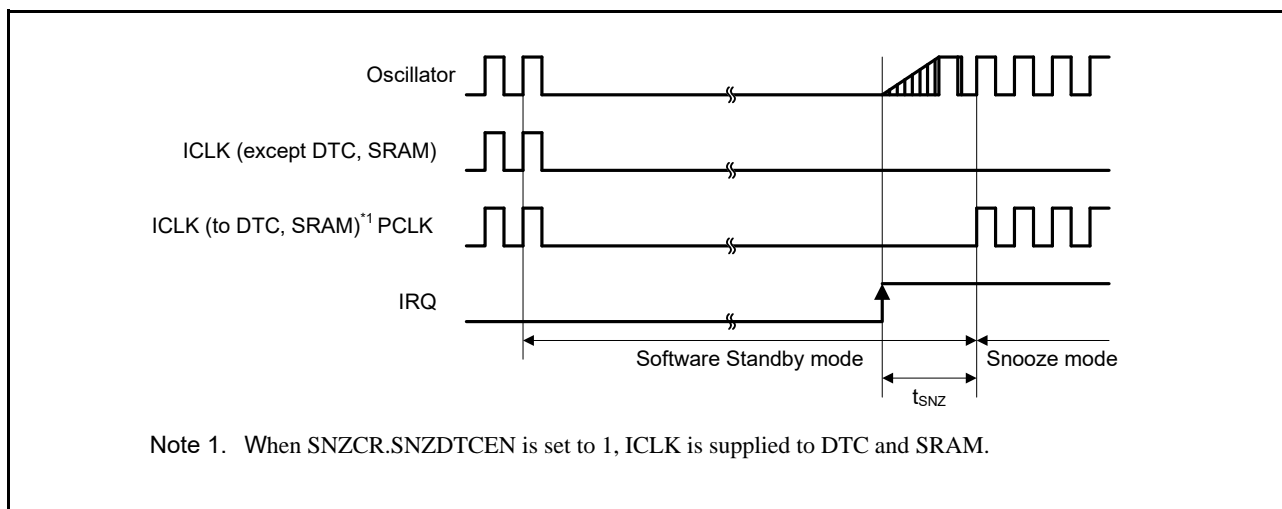 Oscillator
ICLK (except DTC, SRAM)
ICLK (to DTC, SRAM)*1 PCLK
IRQ
Software Standby mode
Snooze mode
tSNZ
Note 1. When SNZCR.SNZDTCEN is set to 1, ICLK is supplied to DTC and SRAM.